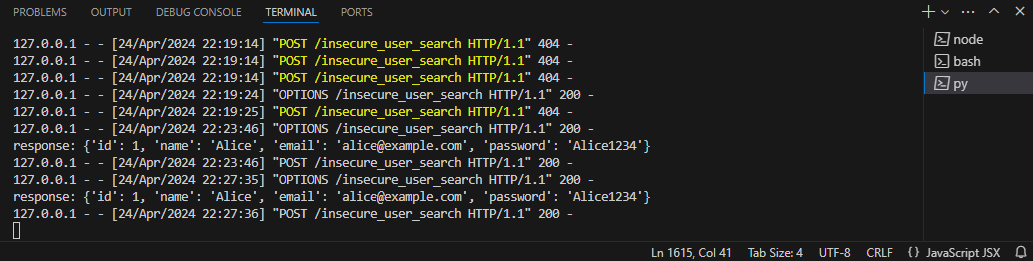 PROBLEMS OUTPUT DEBUG CONSOLE TERMINAL PORTS
127.0.0.1 - - [24/Apr/2024 22:19:14] "POST /insecure_user_search HTTP/1.1" 404 -
127.0.0.1 - - [24/Apr/2024 22:19:14] "POST /insecure_user_search HTTP/1.1" 404 -
127.0.0.1 - - [24/Apr/2024 22:19:14] "POST /insecure_user_search HTTP/1.1" 404 -
127.0.0.1 - - [24/Apr/2024 22:19:24] "OPTIONS /insecure_user_search HTTP/1.1" 200 -
127.0.0.1 - - [24/Apr/2024 22:19:25] "POST /insecure_user_search HTTP/1.1" 404 -
127.0.0.1 - - [24/Apr/2024 22:23:46] "OPTIONS /insecure_user_search HTTP/1.1" 200 -
response: {'id': 1, 'name': 'Alice', 'email': 'alice@example.com', 'password': 'Alice1234'}
127.0.0.1 - - [24/Apr/2024 22:23:46] "POST /insecure_user_search HTTP/1.1" 200 -
127.0.0.1 - - [24/Apr/2024 22:27:35] "OPTIONS /insecure_user_search HTTP/1.1" 200 -
response: {'id': 1, 'name': 'Alice', 'email': 'alice@example.com', 'password': 'Alice1234'}
127.0.0.1 - - [24/Apr/2024 22:27:36] "POST /insecure_user_search HTTP/1.1" 200 -
node
bash
py
Ln 1615, Col 41 Tab Size: 4 UTF-8 CRLF {} JavaScript JSX